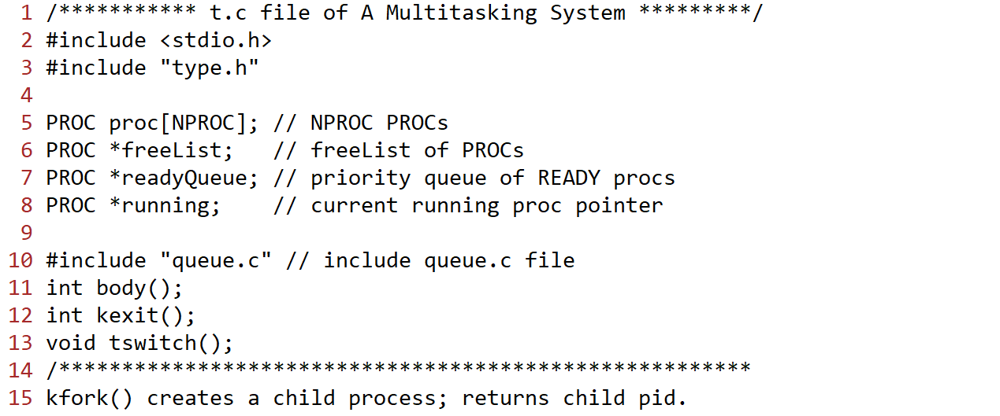 1 /*********** t.c file of A Multitasking System *********/
2 #include <stdio.h>
3 #include "type.h"
4
5 PROC proc[NPROC]; // NPROC PROCs
6 PROC *freeList;   // freeList of PROCs
7 PROC *readyQueue; // priority queue of READY procs
8 PROC *running;    // current running proc pointer
9
10 #include "queue.c" // include queue.c file
11 int body();
12 int kexit();
13 void tswitch();
14 /*******************************************************
15 kfork() creates a child process; returns child pid.